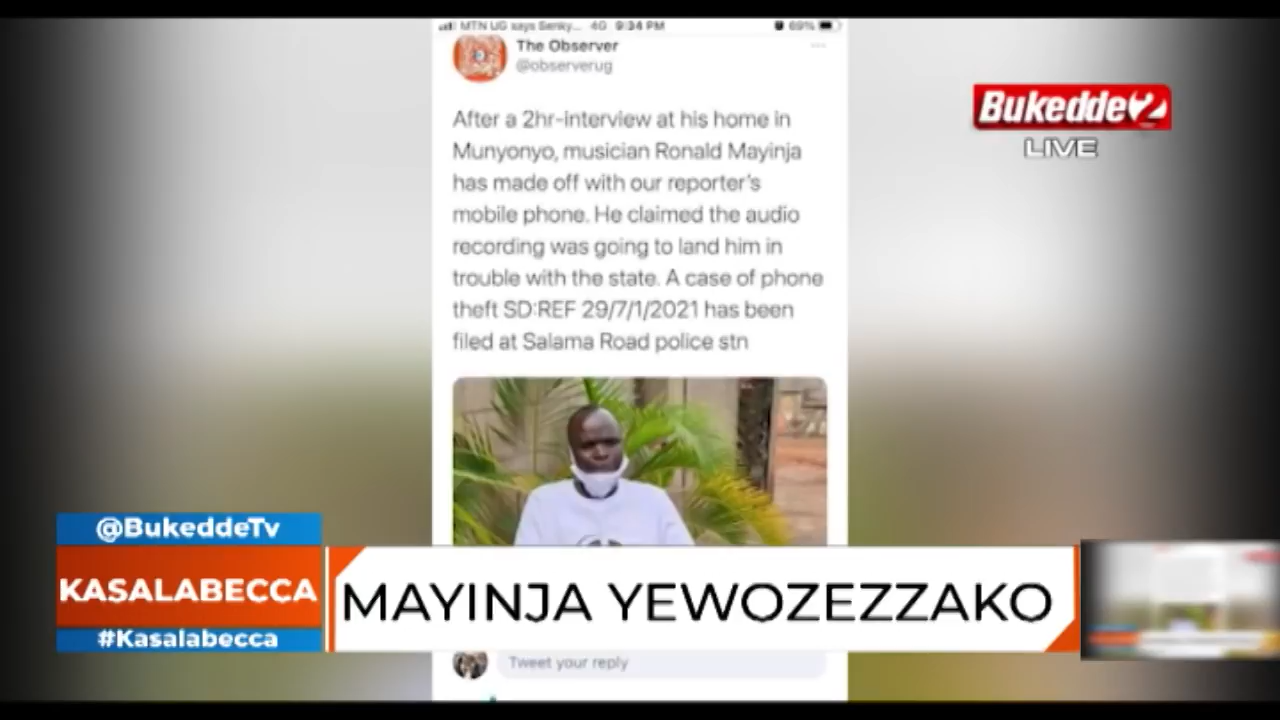 MTN UG says Senky... 4G 9:34 PM 69%
The Observer
@observerug
After a 2hr-interview at his home in
Munyonyo, musician Ronald Mayinja
has made off with our reporter's
mobile phone. He claimed the audio
recording was going to land him in
trouble with the state. A case of phone
theft SD:REF 29/7/1/2021 has been
filed at Salama Road police stn
Bukedde2
LIVE
@BukeddeTv
KASALABECCA
#Kasalabecca
MAYINJA YEWOZEZZAKO
Tweet your reply